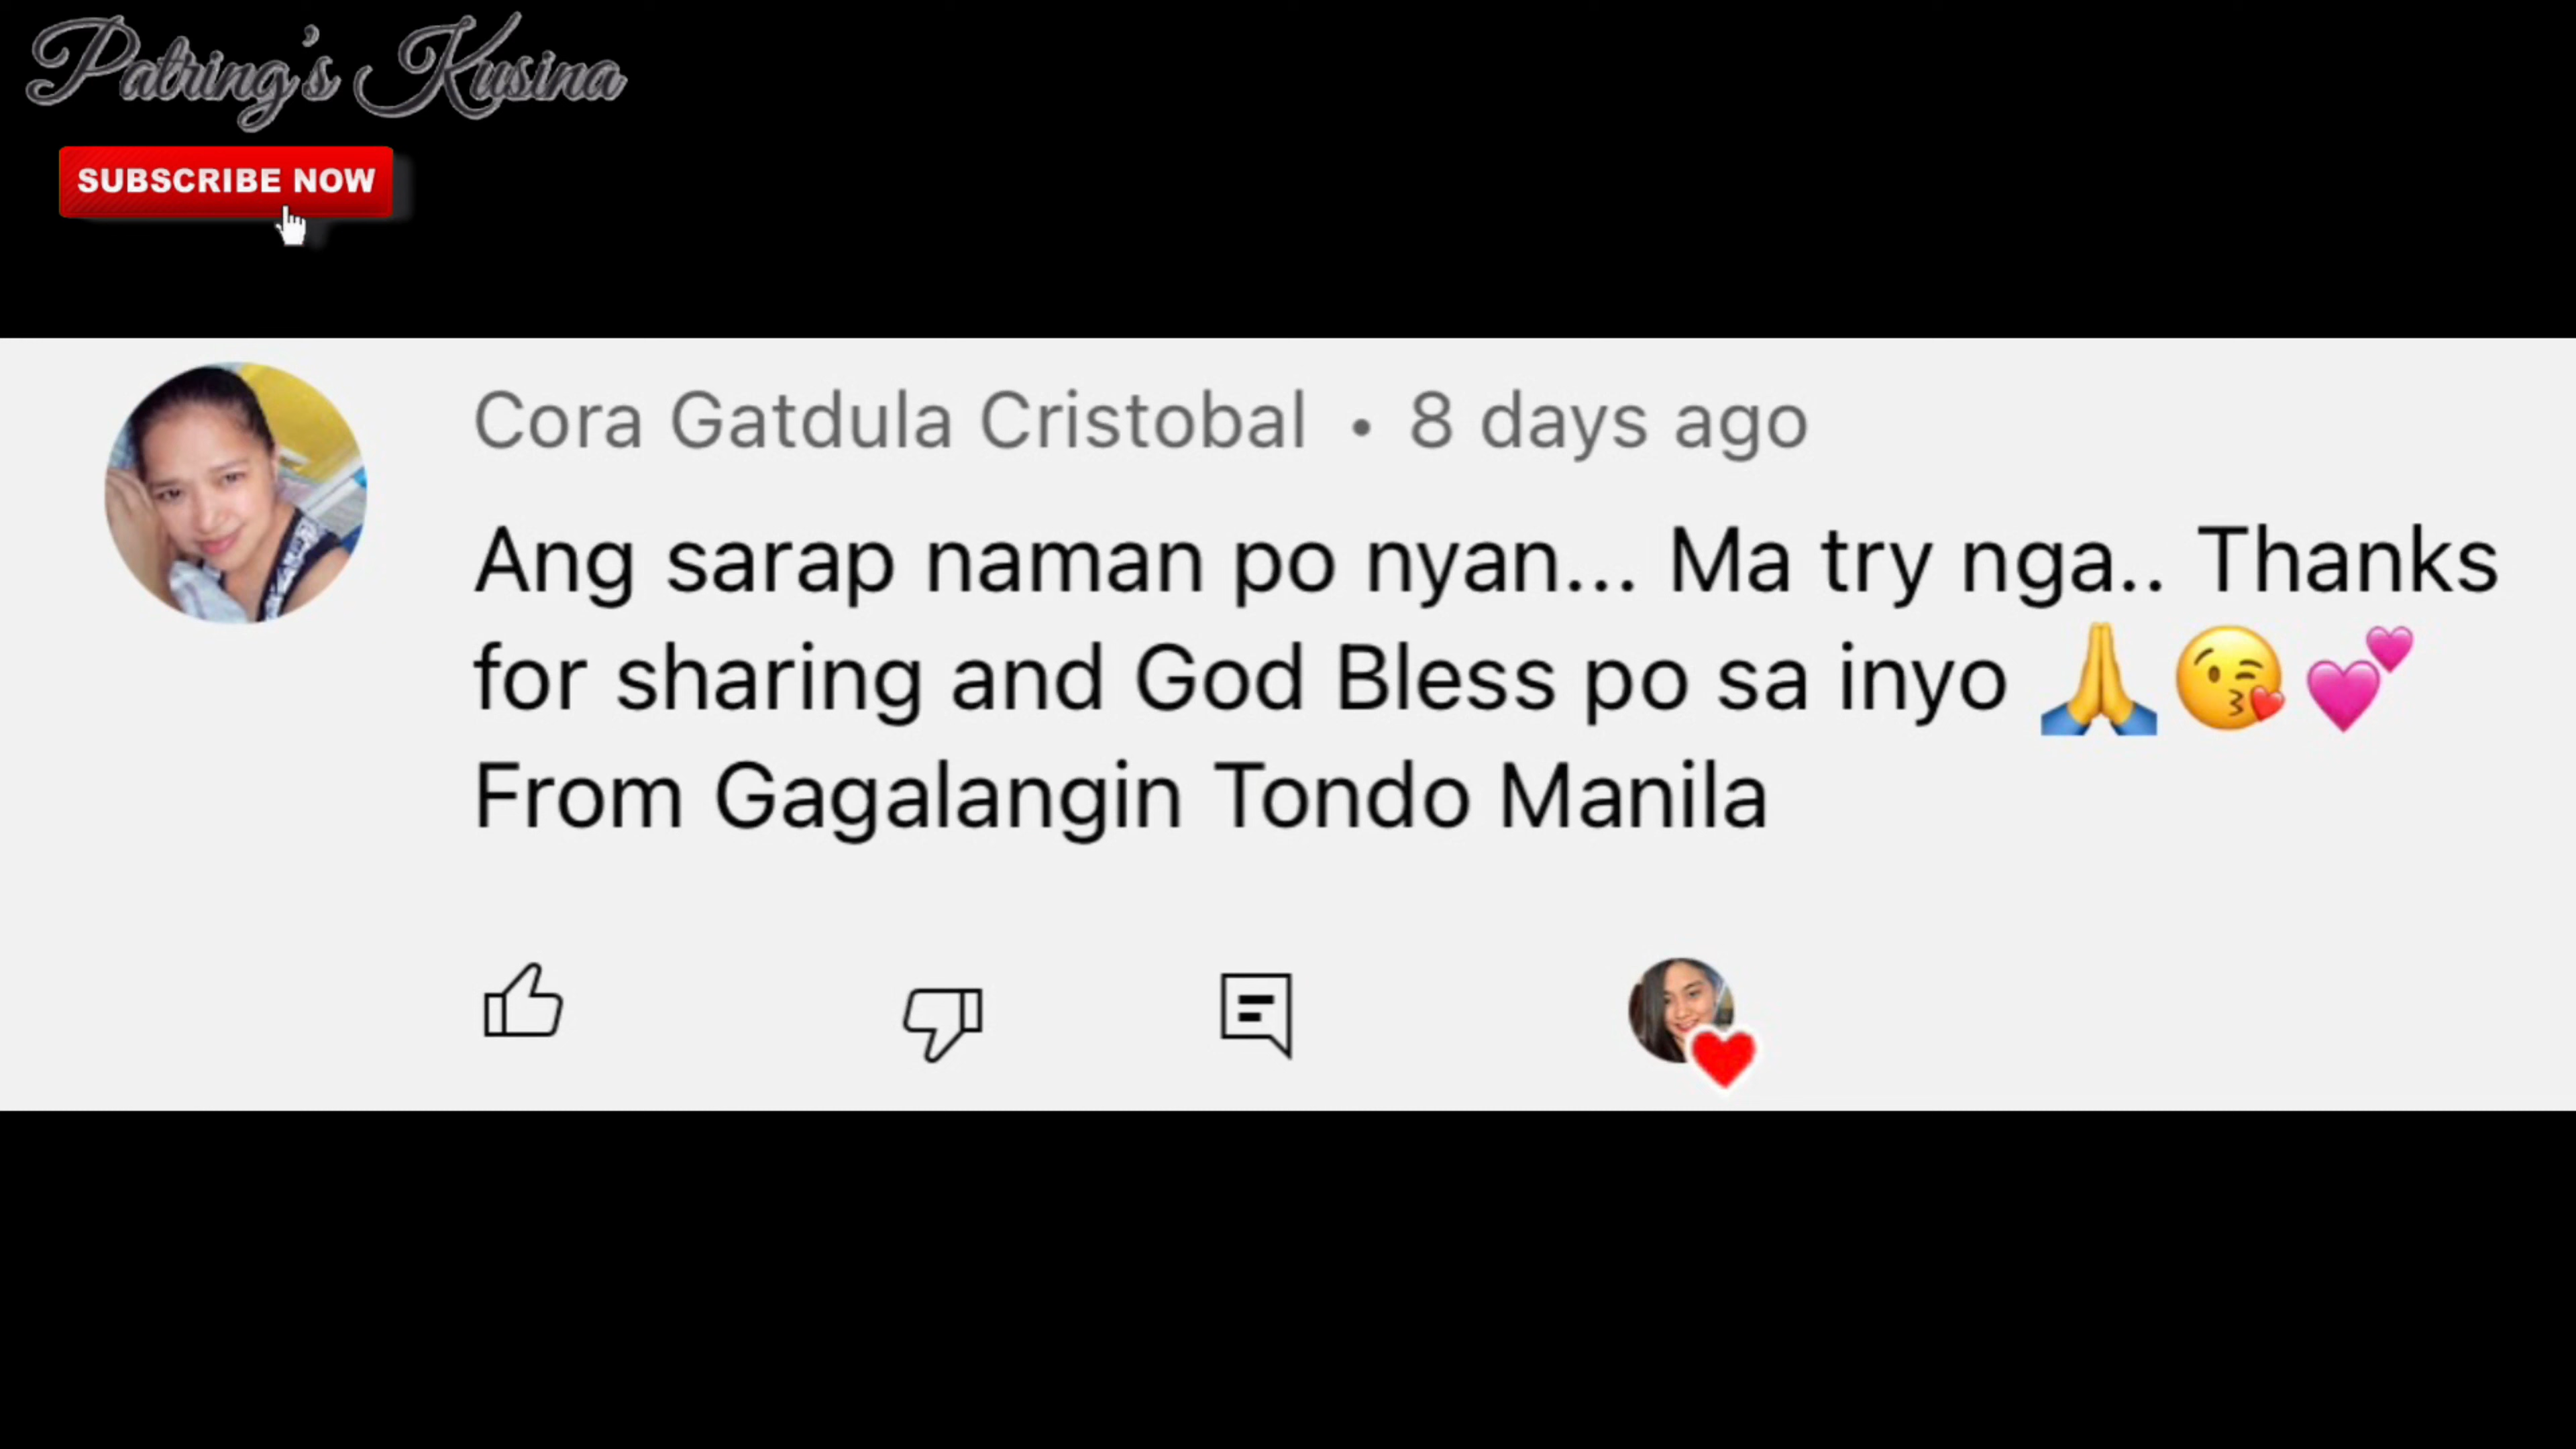 Patring's Kusina
SUBSCRIBE NOW
Cora Gatdula Cristobal • 8 days ago
Ang sarap naman po nyan... Ma try nga.. Thanks
for sharing and God Bless po sa inyo 🙏😘💕
From Gagalangin Tondo Manila